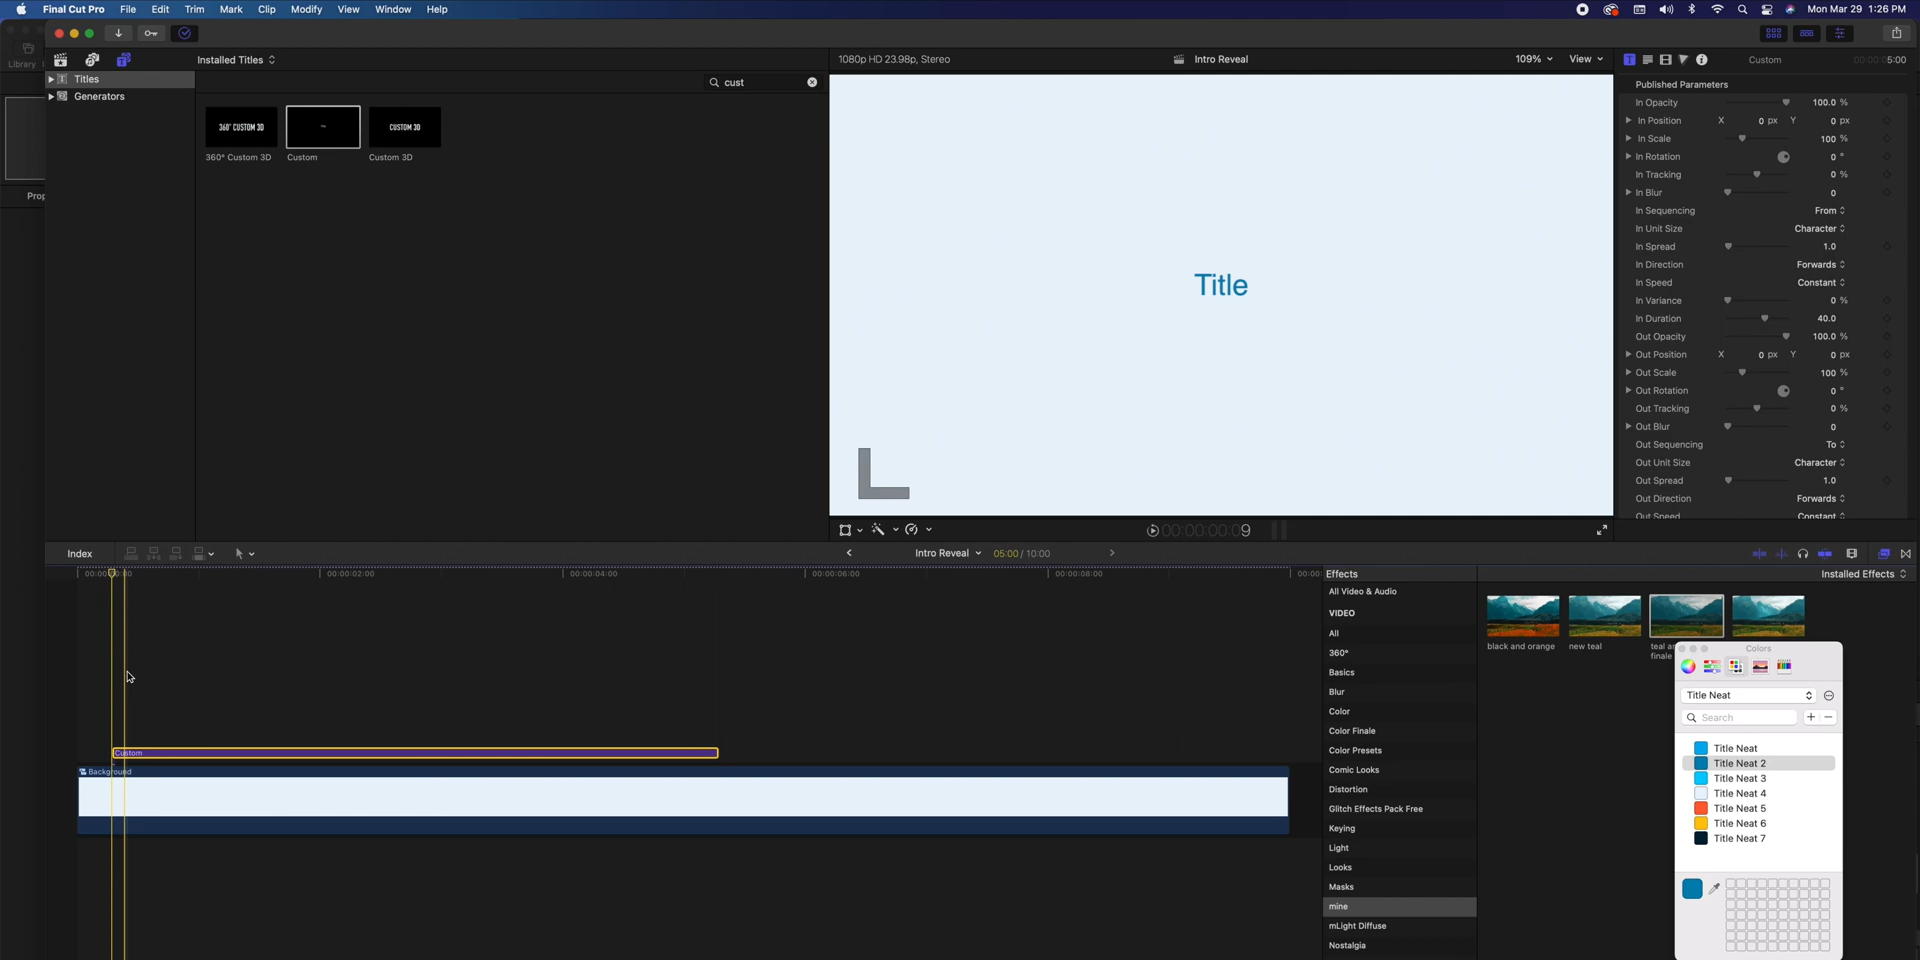 Final Cut Pro File Edit Trim Mark Clip Modify View Window Help Mon Mar 29 1:26 PM
Library
Installed Titles 1080p HD 23.98p, Stereo Intro Reveal 109% View Custom 5:00
Titles
Generators
cust
360° CUSTOM 3D CUSTOM 3D
360° Custom 3D Custom Custom 3D
Prop
Title
Published Parameters
In Opacity 100.0 %
In Position X 0 px Y 0 px
In Scale 100 %
In Rotation 0 °
In Tracking 0 %
In Blur 0
In Sequencing From
In Unit Size Character
In Spread 1.0
In Direction Forwards
In Speed Constant
In Variance 0 %
In Duration 40.0
Out Opacity 100.0 %
Out Position X 0 px Y 0 px
Out Scale 100 %
Out Rotation 0 °
Out Tracking 0 %
Out Blur 0
Out Sequencing To
Out Unit Size Character
Out Spread 1.0
Out Direction Forwards
Out Speed Constant
00:00:00:09
Index Intro Reveal 05:00 / 10:00
00:00:02:00 00:00:04:00 00:00:06:00 00:00:08:00 00:00:
Custom
Background
Effects Installed Effects
All Video & Audio
VIDEO
All
360°
Basics
Blur
Color
Color Finale
Color Presets
Comic Looks
Distortion
Glitch Effects Pack Free
Keying
Light
Looks
Masks
mine
mLight Diffuse
Nostalgia
black and orange new teal teal a
finale
Colors
Title Neat
Search
Title Neat
Title Neat 2
Title Neat 3
Title Neat 4
Title Neat 5
Title Neat 6
Title Neat 7